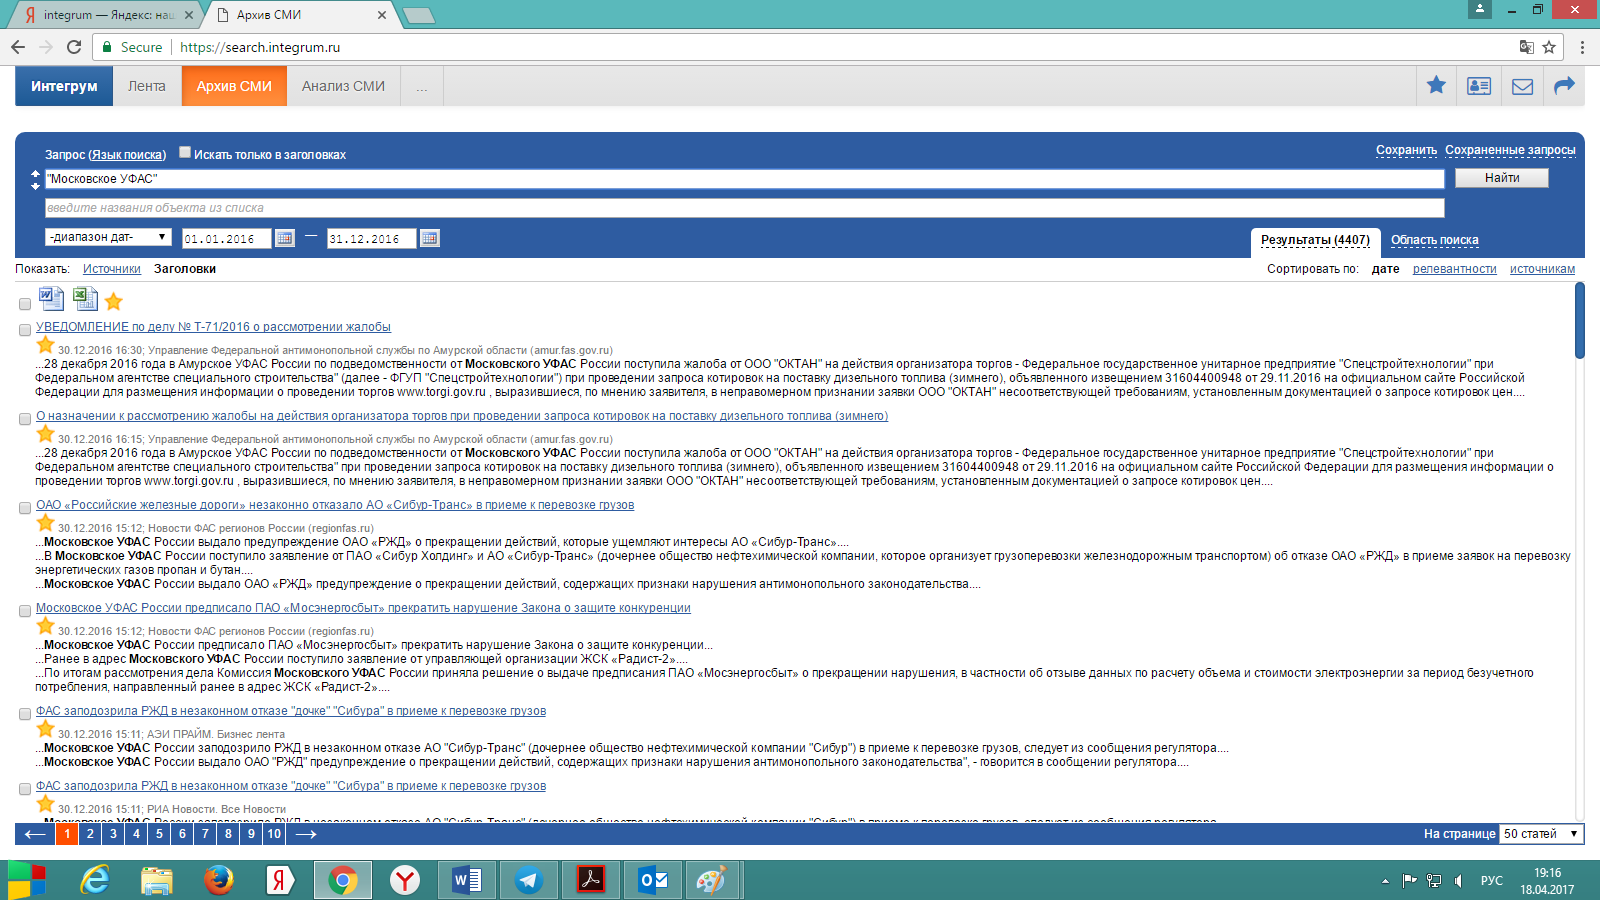 integrum — Яндекс: наш
Архив СМИ
Secure
https://search.integrum.ru
Интегрум
Лента
Архив СМИ
Анализ СМИ
...
Запрос (Язык поиска)
Искать только в заголовках
Сохранить
Сохраненные запросы
"Московское УФАС"
Найти
введите названия объекта из списка
-диапазон дат-
01.01.2016
—
31.12.2016
Результаты (4407)
Область поиска
Показать:
Источники
Заголовки
Сортировать по:
дате
релевантности
источникам
УВЕДОМЛЕНИЕ по делу № Т-71/2016 о рассмотрении жалобы
30.12.2016 16:30; Управление Федеральной антимонопольной службы по Амурской области (amur.fas.gov.ru)
...28 декабря 2016 года в Амурское УФАС России по подведомственности от Московского УФАС России поступила жалоба от ООО "ОКТАН" на действия организатора торгов - Федеральное государственное унитарное предприятие "Спецстройтехнологии" при
Федеральном агентстве специального строительства" (далее - ФГУП "Спецстройтехнологии") при проведении запроса котировок на поставку дизельного топлива (зимнего), объявленного извещением 31604400948 от 29.11.2016 на официальном сайте Российской
Федерации для размещения информации о проведении торгов www.torgi.gov.ru , выразившиеся, по мнению заявителя, в неправомерном признании заявки ООО "ОКТАН" несоответствующей требованиям, установленным документацией о запросе котировок цен....
О назначении к рассмотрению жалобы на действия организатора торгов при проведении запроса котировок на поставку дизельного топлива (зимнего)
30.12.2016 16:15; Управление Федеральной антимонопольной службы по Амурской области (amur.fas.gov.ru)
...28 декабря 2016 года в Амурское УФАС России по подведомственности от Московского УФАС России поступила жалоба от ООО "ОКТАН" на действия организатора торгов - Федеральное государственное унитарное предприятие "Спецстройтехнологии" при
Федеральном агентстве специального строительства" при проведении запроса котировок на поставку дизельного топлива (зимнего), объявленного извещением 31604400948 от 29.11.2016 на официальном сайте Российской Федерации для размещения информации о
проведении торгов www.torgi.gov.ru , выразившиеся, по мнению заявителя, в неправомерном признании заявки ООО "ОКТАН" несоответствующей требованиям, установленным документацией о запросе котировок цен....
ОАО «Российские железные дороги» незаконно отказало АО «Сибур-Транс» в приеме к перевозке грузов
30.12.2016 15:12; Новости ФАС регионов России (regionfas.ru)
...Московское УФАС России выдало предупреждение ОАО «РЖД» о прекращении действий, которые ущемляют интересы АО «Сибур-Транс»....
...В Московское УФАС России поступило заявление от ПАО «Сибур Холдинг» и АО «Сибур-Транс» (дочернее общество нефтехимической компании, которое организует грузоперевозки железнодорожным транспортом) об отказе ОАО «РЖД» в приеме заявок на перевозку
энергетических газов пропан и бутан....
...Московское УФАС России выдало ОАО «РЖД» предупреждение о прекращении действий, содержащих признаки нарушения антимонопольного законодательства....
Московское УФАС России предписало ПАО «Мосэнергосбыт» прекратить нарушение Закона о защите конкуренции
30.12.2016 15:12; Новости ФАС регионов России (regionfas.ru)
...Московское УФАС России предписало ПАО «Мосэнергосбыт» прекратить нарушение Закона о защите конкуренции...
...Ранее в адрес Московского УФАС России поступило заявление от управляющей организации ЖСК «Радист-2»....
...По итогам рассмотрения дела Комиссия Московского УФАС России приняла решение о выдаче предписания ПАО «Мосэнергосбыт» о прекращении нарушения, в частности об отзыве данных по расчету объема и стоимости электроэнергии за период безучетного
потребления, направленный ранее в адрес ЖСК «Радист-2»....
ФАС заподозрила РЖД в незаконном отказе "дочке" "Сибура" в приеме к перевозке грузов
30.12.2016 15:11; АЭИ ПРАЙМ. Бизнес лента
...Московское УФАС России заподозрило РЖД в незаконном отказе АО "Сибур-Транс" (дочернее общество нефтехимической компании "Сибур") в приеме к перевозке грузов, следует из сообщения регулятора....
...Московское УФАС России выдало ОАО "РЖД" предупреждение о прекращении действий, содержащих признаки нарушения антимонопольного законодательства", - говорится в сообщении регулятора....
ФАС заподозрила РЖД в незаконном отказе "дочке" "Сибура" в приеме к перевозке грузов
30.12.2016 15:11; РИА Новости. Все Новости
...Московское УФАС России заподозрило РЖД в незаконном отказе АО "Сибур-Транс" (дочернее общество нефтехимической компании "Сибур") в приеме к перевозке грузов, следует из сообщения регулятора....
1 2 3 4 5 6 7 8 9 10
На странице
50 статей
РУС
19:16
18.04.2017